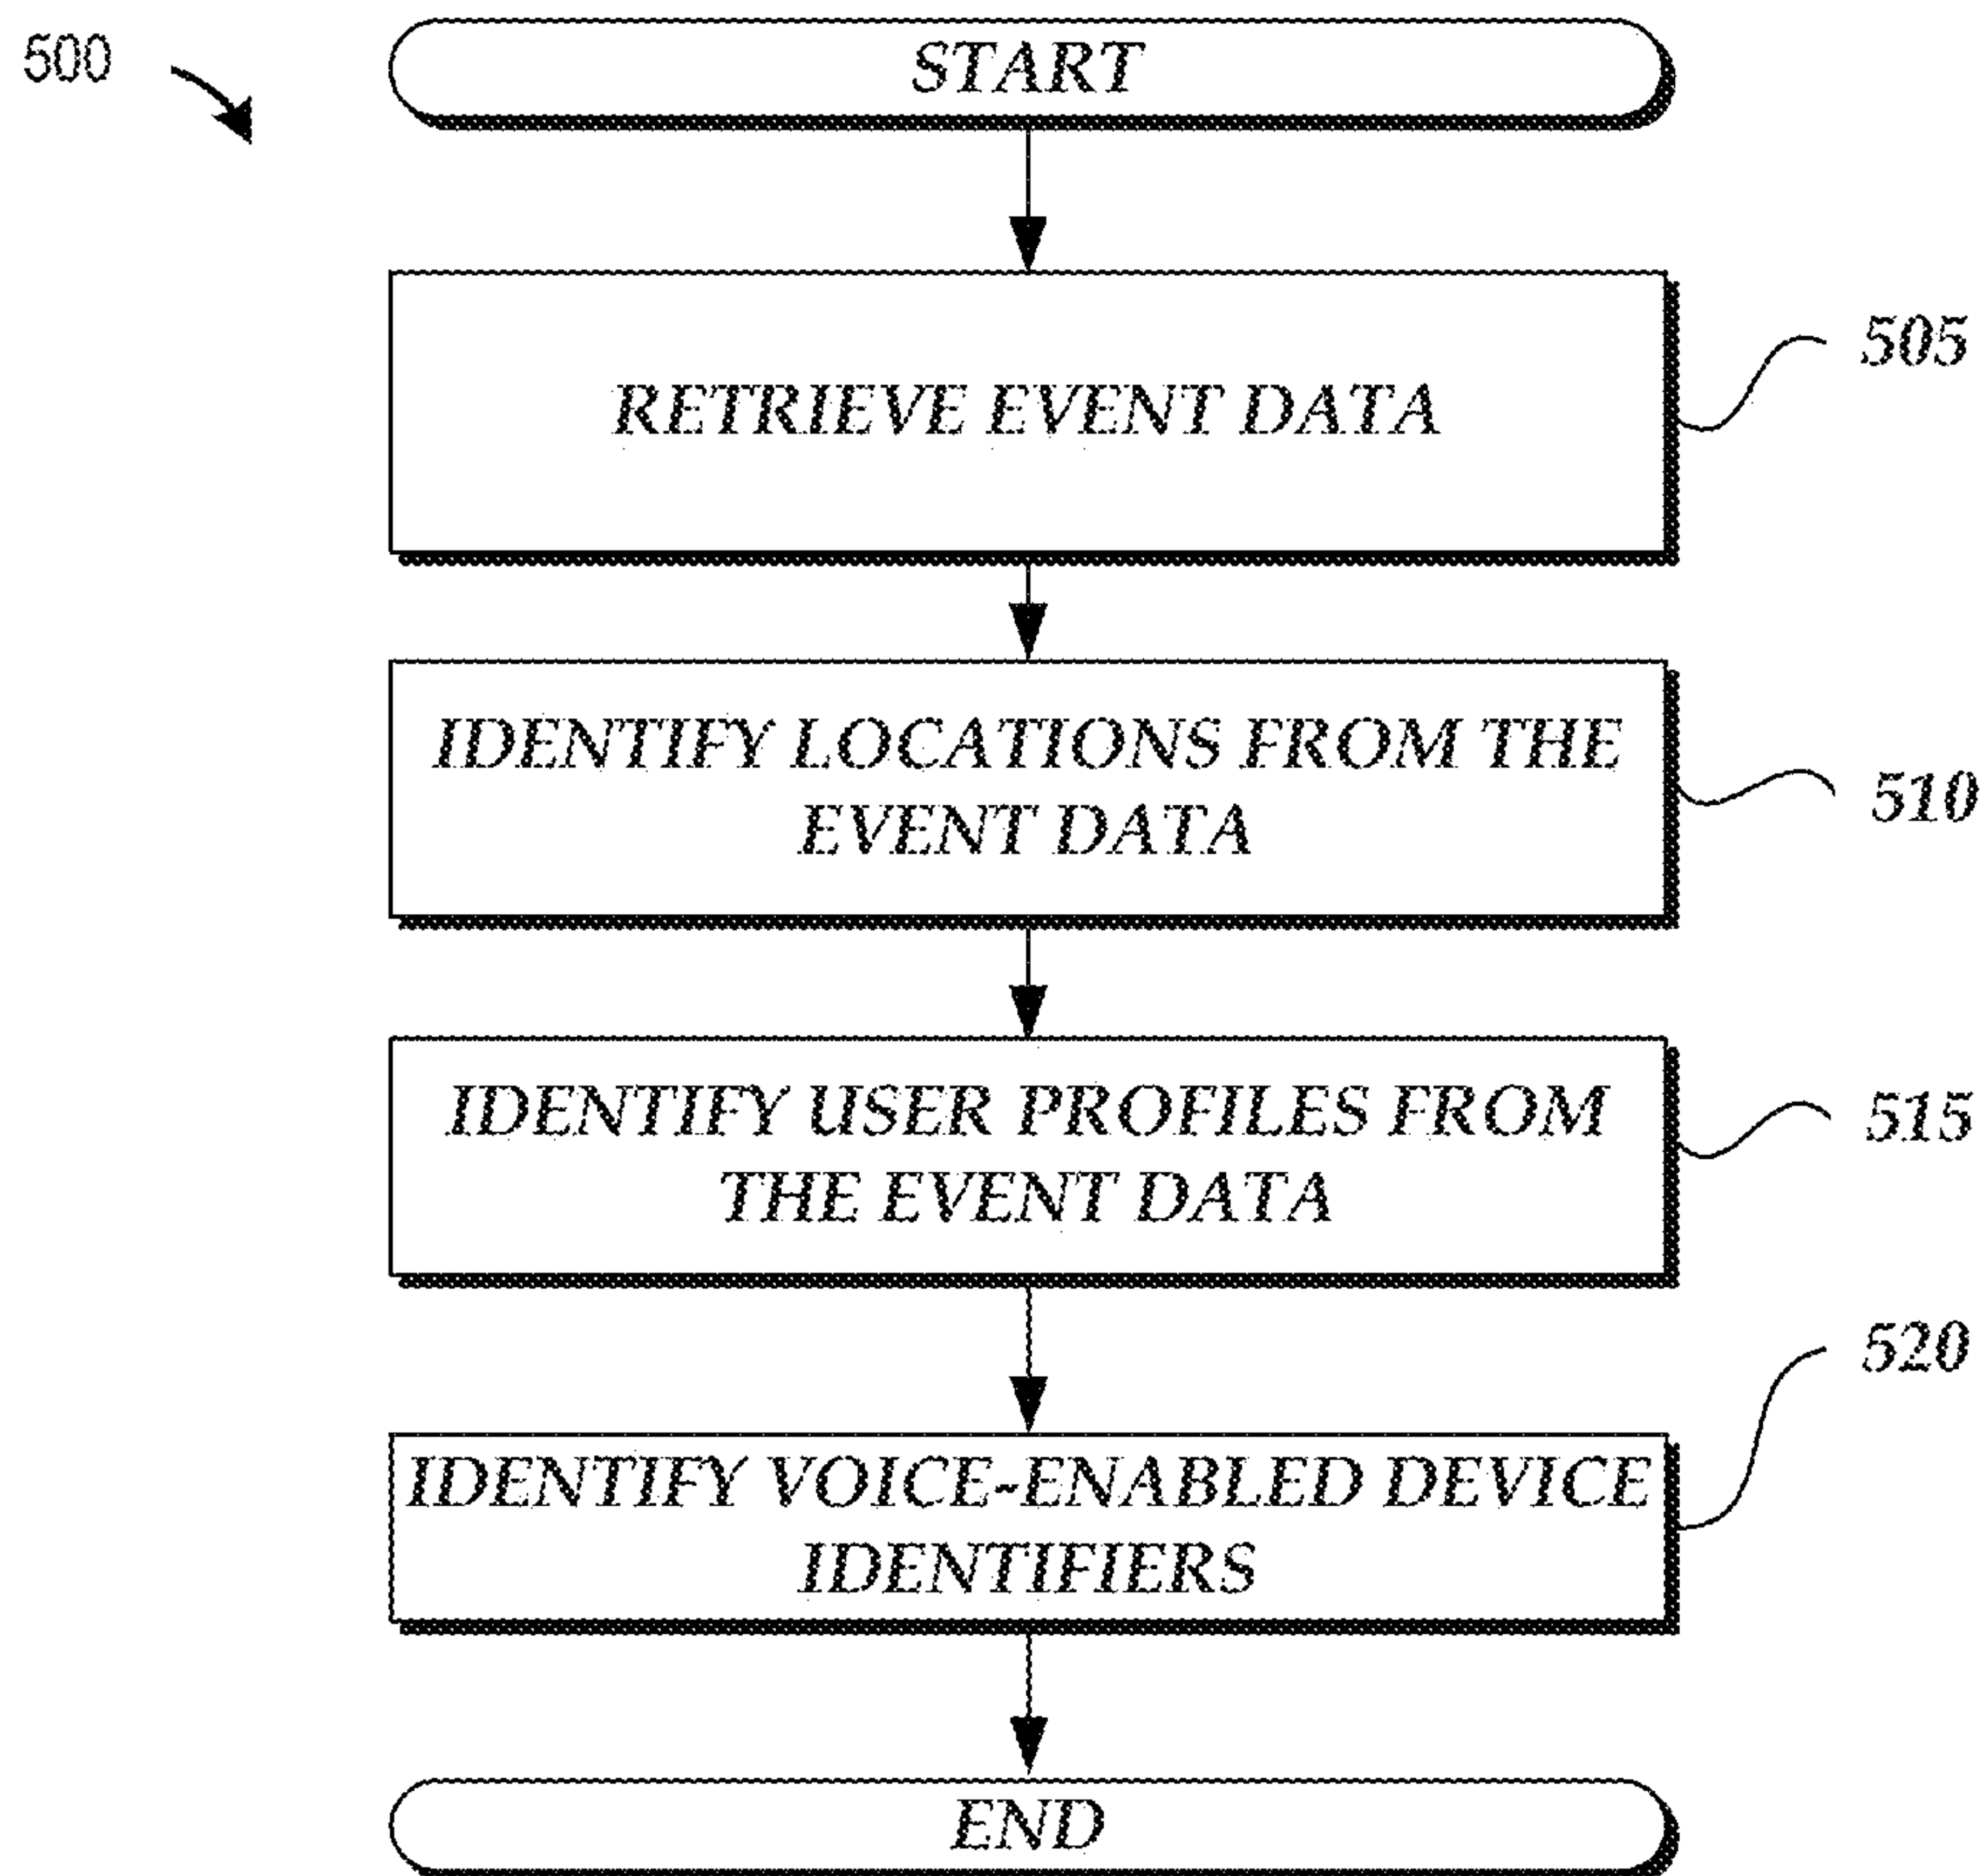 500
START
RETRIEVE EVENT DATA
505
IDENTIFY LOCATIONS FROM THE
EVENT DATA
510
IDENTIFY USER PROFILES FROM
THE EVENT DATA
515
520
IDENTIFY VOICE-ENABLED DEVICE
IDENTIFIERS
END